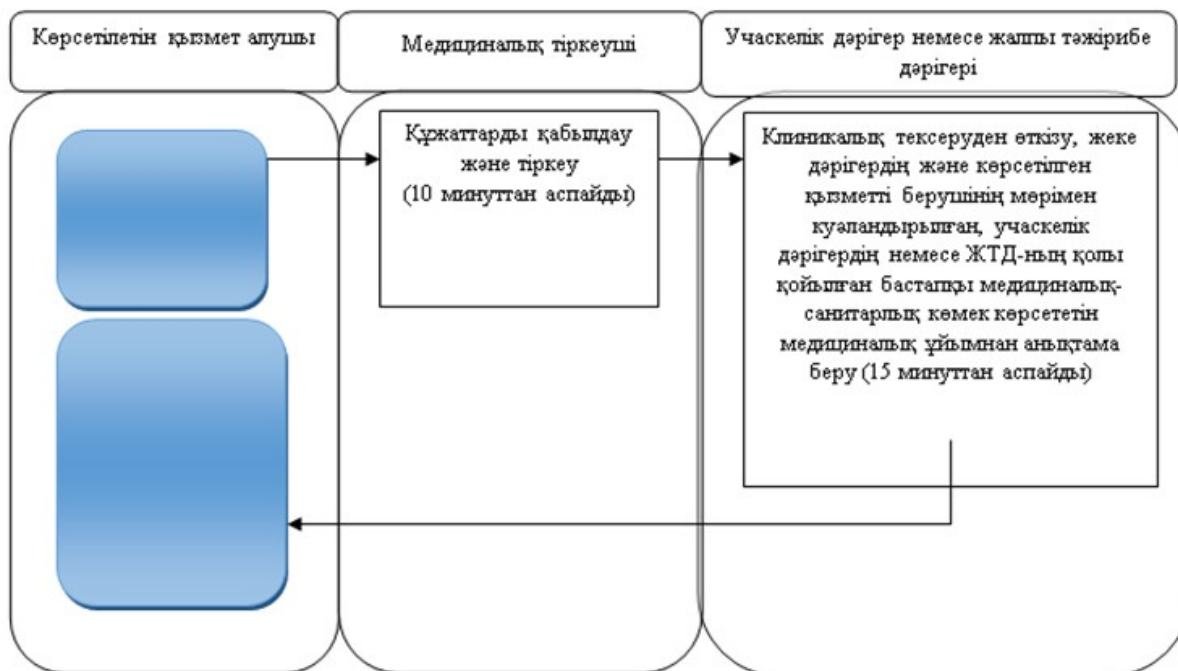 Көрсетілетін қызмет алушы
Медициналық тіркеуші
Учаскелік дәрігер немесе жалпы тәжірибе
дәрігері
Құжаттарды қабылдау
және тіркеу
(10 минуттан аспайды)
Клиникалық тексеруден өткізу, жеке
дәрігердің және көрсетілген
қызметті берушінің мөрімен
куәландырылған, учаскелік
дәрігердің немесе ЖТД-ның қолы
қойылған бастапқы медициналық-
санитарлық көмек көрсететін
медициналық ұйымнан анықтама
беру (15 минуттан аспайды)